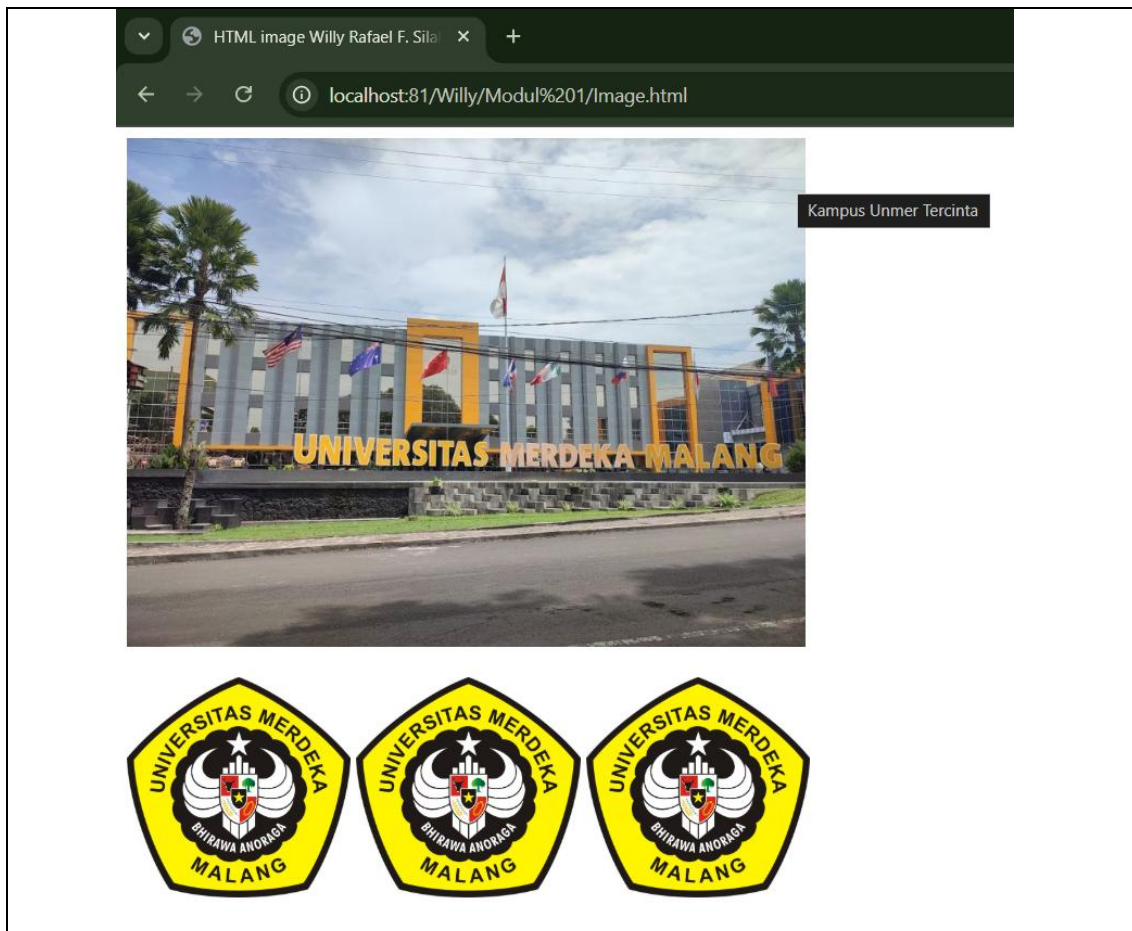 HTML image Willy Rafael F. Sila
localhost:81/Willy/Modul%201/Image.html
Kampus Unmer Tercinta
UNIVERSITAS MERDEKA MALANG
UNIVERSITAS MERDEKA
BHIRAWA ANORAGA
MALANG
UNIVERSITAS MERDEKA
BHIRAWA ANORAGA
MALANG
UNIVERSITAS MERDEKA
BHIRAWA ANORAGA
MALANG